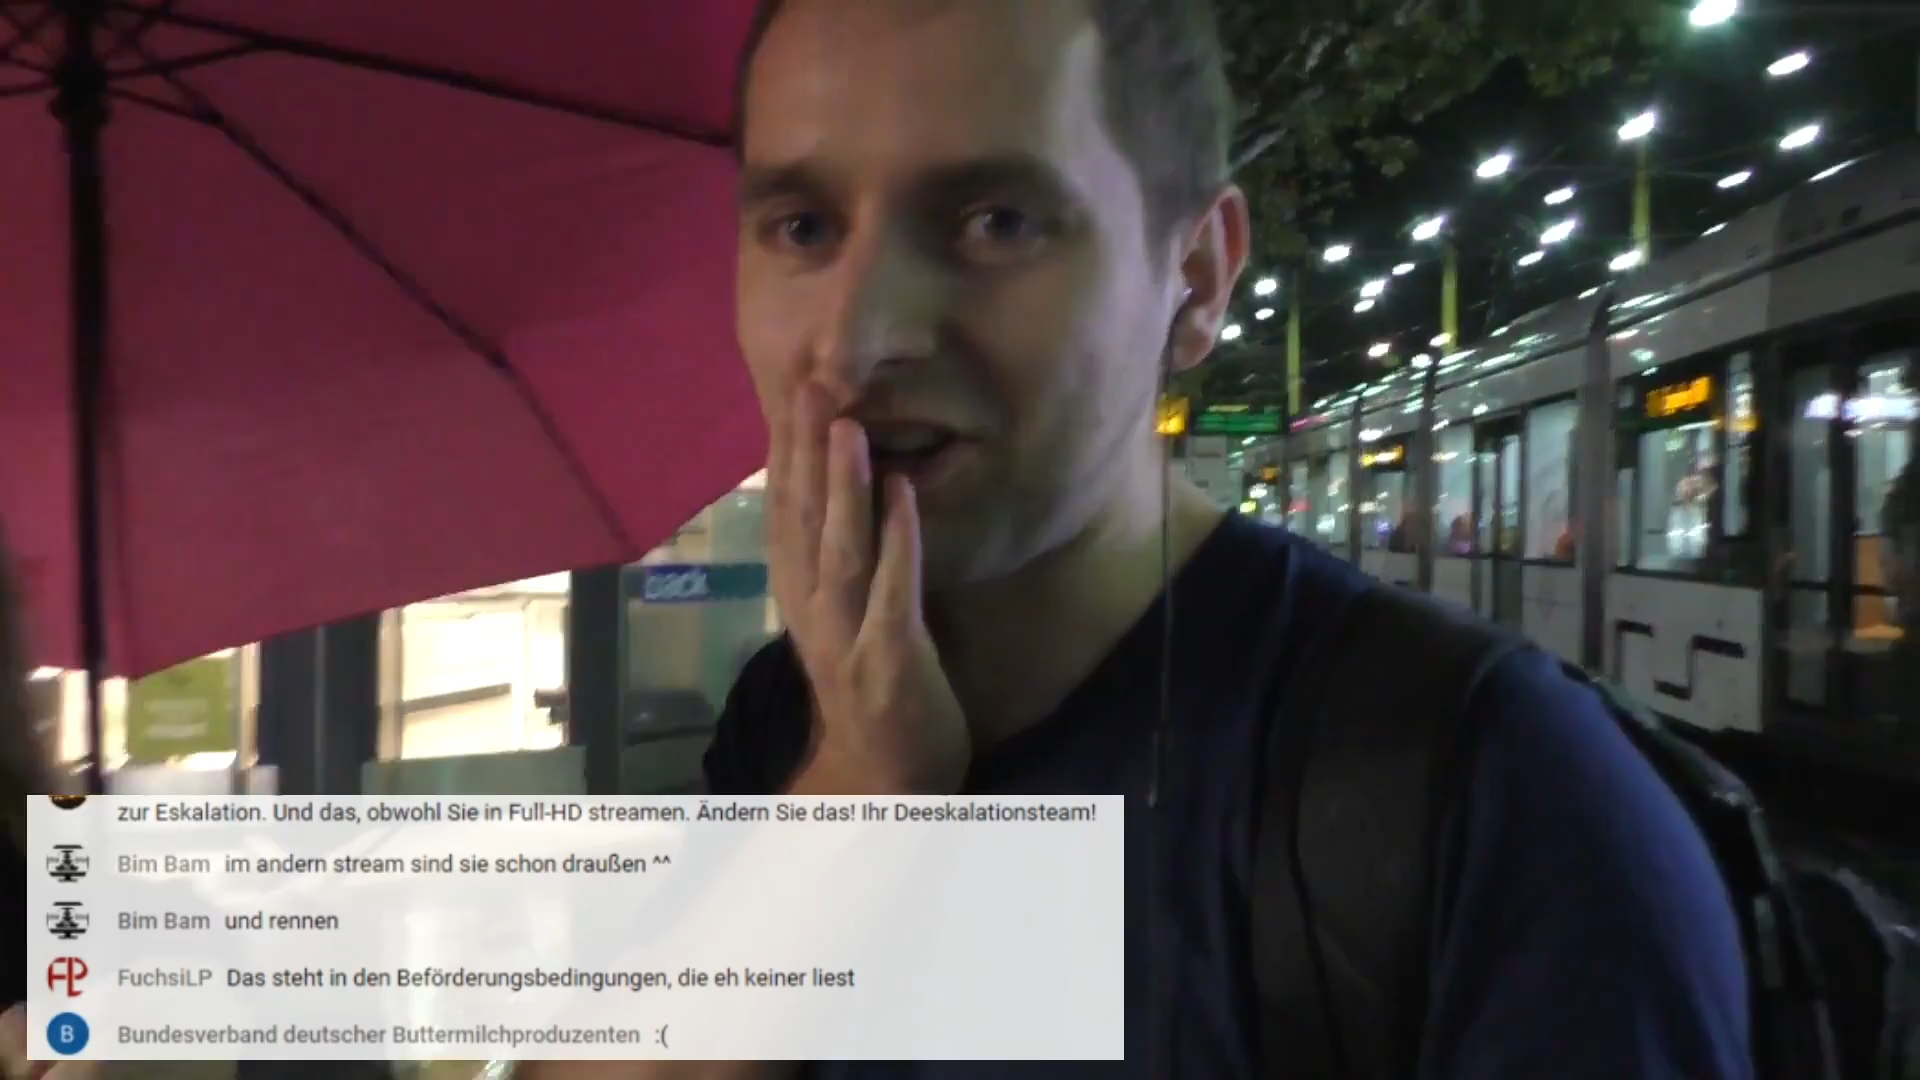 back
zur Eskalation. Und das, obwohl Sie in Full-HD streamen. Ändern Sie das! Ihr Deeskalationsteam!
Bim Bam im andern stream sind sie schon draußen ^^
Bim Bam und rennen
FLP FuchsiLP Das steht in den Beförderungsbedingungen, die eh keiner liest
B Bundesverband deutscher Buttermilchproduzenten :(